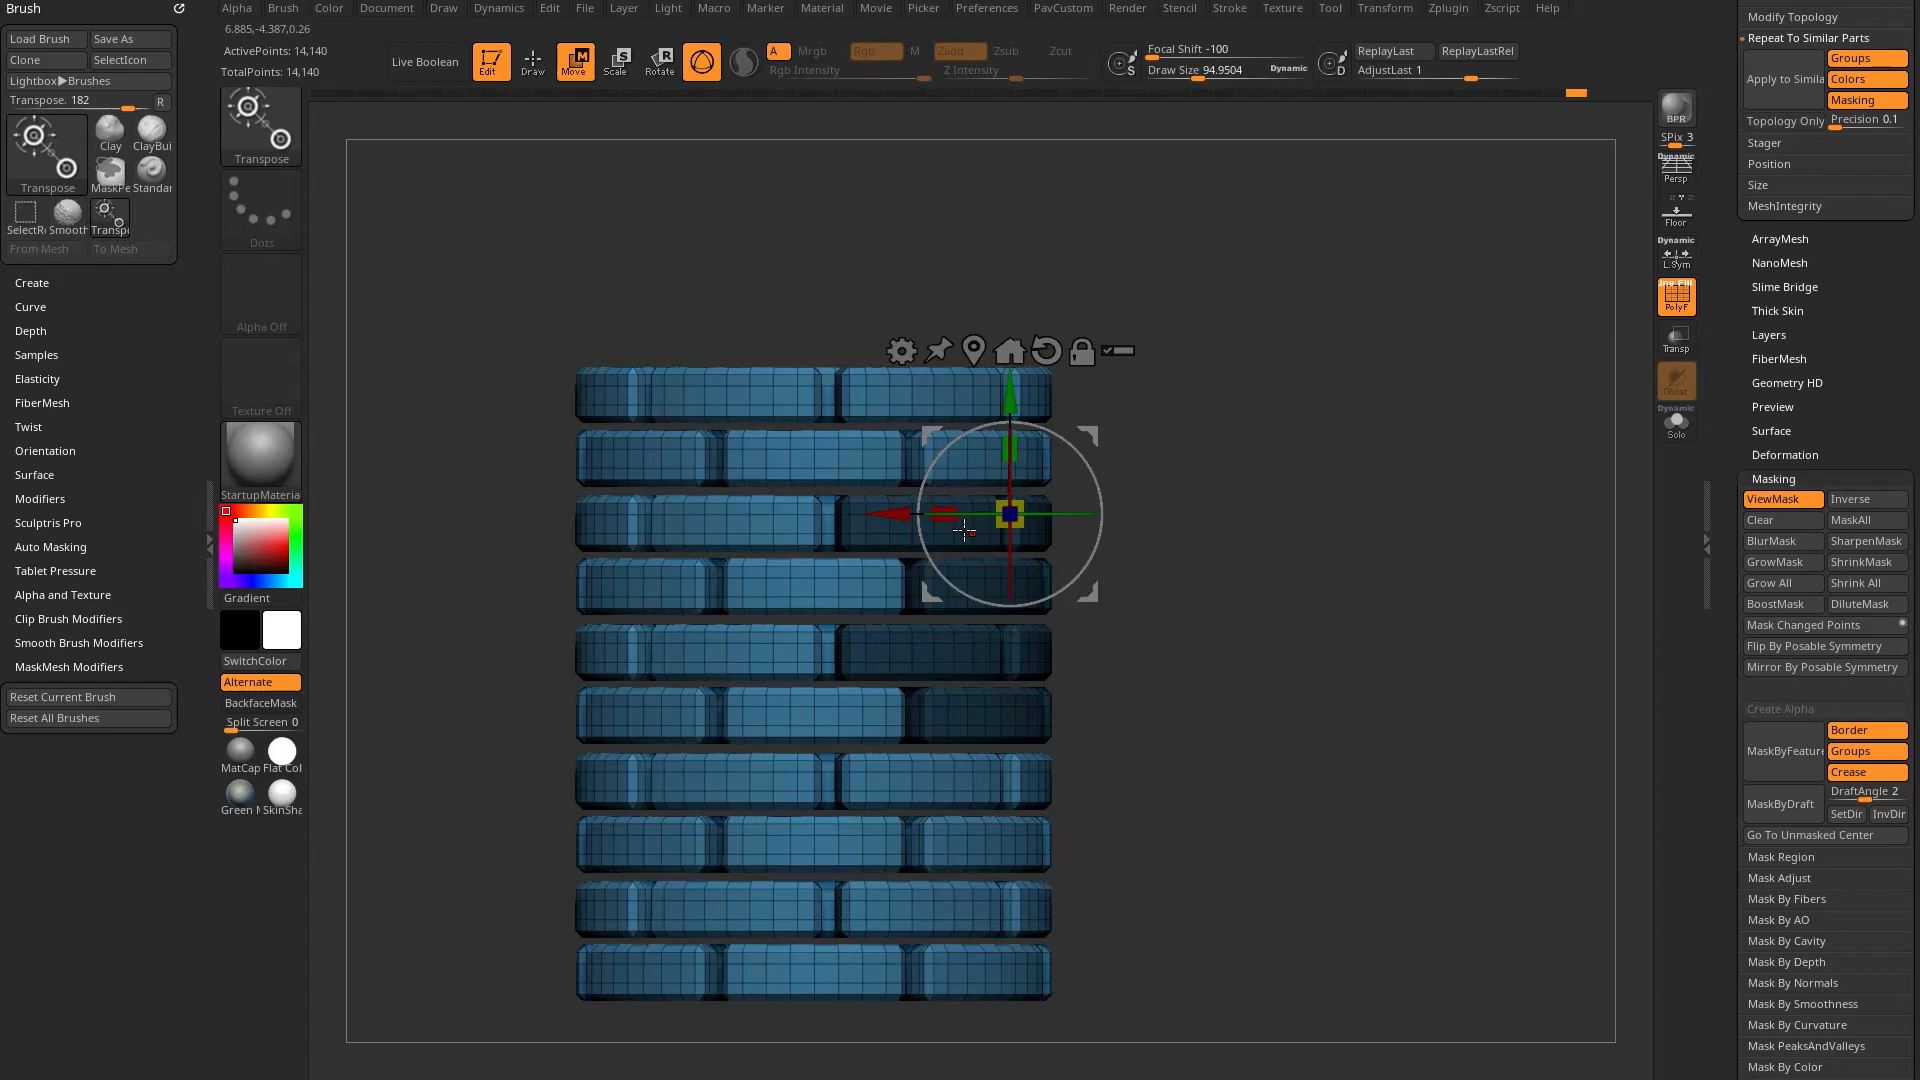 Brush
Alpha Brush Color Document Draw Dynamics Edit File Layer Light Macro Marker Material Movie Picker Preferences PavCustom Render Stencil Stroke Texture Tool Transform Zplugin Zscript Help
6.885,-4.387,0.26
ActivePoints: 14,140
TotalPoints: 14,140
Live Boolean
Edit
Draw
Move
Scale
Rotate
A
Mrgb
Rgb
M
Zadd
Zsub
Zcut
Rgb Intensity
Z Intensity
S
Focal Shift -100
Draw Size 94.9504
Dynamic
D
ReplayLast
ReplayLastRel
AdjustLast 1
Load Brush
Save As
Clone
SelectIcon
Lightbox▶Brushes
Transpose. 182
R
Transpose
Clay
ClayBui
MaskPe
Standar
SelectRe
Smooth
Transpo
From Mesh
To Mesh
Create
Curve
Depth
Samples
Elasticity
FiberMesh
Twist
Orientation
Surface
Modifiers
Sculptris Pro
Auto Masking
Tablet Pressure
Alpha and Texture
Clip Brush Modifiers
Smooth Brush Modifiers
MaskMesh Modifiers
Reset Current Brush
Reset All Brushes
Transpose
Dots
Alpha Off
Texture Off
StartupMateria
Gradient
SwitchColor
Alternate
BackfaceMask
Split Screen 0
MatCap
Flat Col
SkinSha
BPR
SPix 3
Dynamic
Persp
Floor
Dynamic
L.Sym
Line Fill
PolyF
Transp
Ghost
Dynamic
Solo
Modify Topology
Repeat To Similar Parts
Apply to Simila
Groups
Colors
Masking
Topology Only
Precision 0.1
Stager
Position
Size
MeshIntegrity
ArrayMesh
NanoMesh
Slime Bridge
Thick Skin
Layers
FiberMesh
Geometry HD
Preview
Surface
Deformation
Masking
ViewMask
Inverse
Clear
MaskAll
BlurMask
SharpenMask
GrowMask
ShrinkMask
Grow All
Shrink All
BoostMask
DiluteMask
Mask Changed Points
Flip By Posable Symmetry
Mirror By Posable Symmetry
Create Alpha
MaskByFeature
Border
Groups
Crease
MaskByDraft
DraftAngle 2
SetDir
InvDir
Go To Unmasked Center
Mask Region
Mask Adjust
Mask By Fibers
Mask By AO
Mask By Cavity
Mask By Depth
Mask By Normals
Mask By Smoothness
Mask By Curvature
Mask PeaksAndValleys
Mask By Color